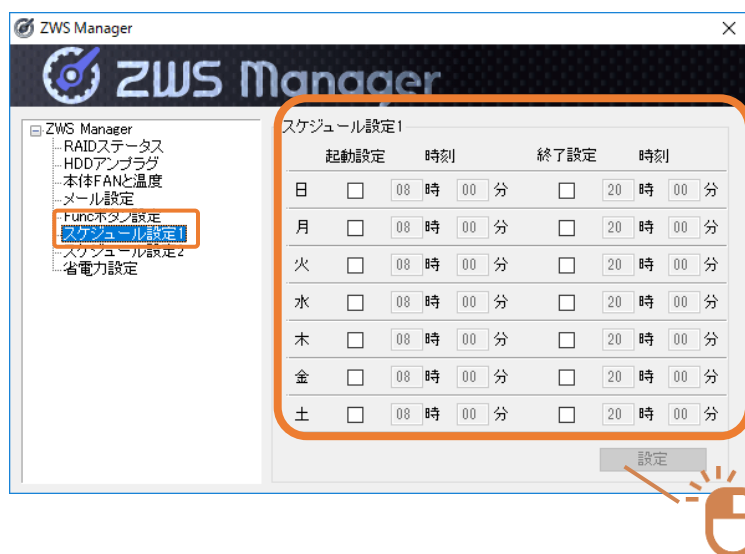 ZWS Manager
ZWS Manager
ZWS Manager
RAIDステータス
HDDアンプラグ
本体FANと温度
メール設定
Funcボタン設定
スケジュール設定1
スケジュール設定2
省電力設定
スケジュール設定1
起動設定 時刻 終了設定 時刻
日 08 時 00 分 20 時 00 分
月 08 時 00 分 20 時 00 分
火 08 時 00 分 20 時 00 分
水 08 時 00 分 20 時 00 分
木 08 時 00 分 20 時 00 分
金 08 時 00 分 20 時 00 分
土 08 時 00 分 20 時 00 分
設定